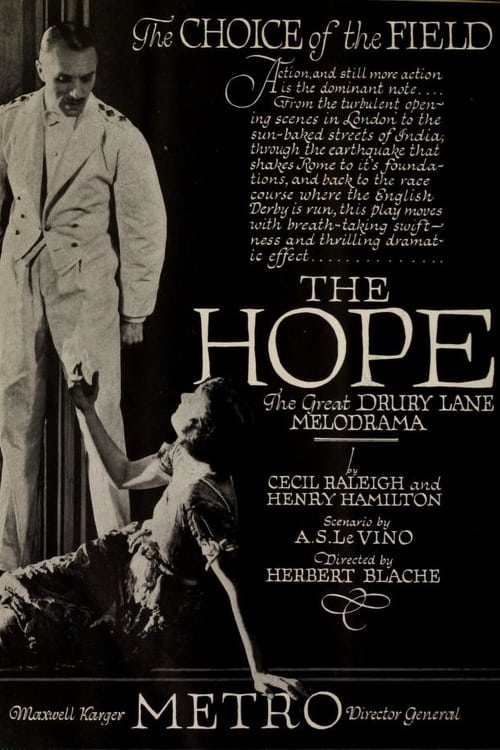 The CHOICE of the FIELD
Action, and still more action
is the dominant note....
From the turbulent open-
ing scenes in London to the
sun-baked streets of India;
through the earthquake that
shakes Rome to it's founda-
tions, and back to the race
course where the English
Derby is run, this play moves
with breath-taking swift-
ness and thrilling dramat-
ic effect.............
THE
HOPE
The Great DRURY LANE
MELODRAMA
by
CECIL RALEIGH and
HENRY HAMILTON
Scenario by
A.S. Le VINO
Directed by
HERBERT BLACHE
Maxwell Karger METRO Director General